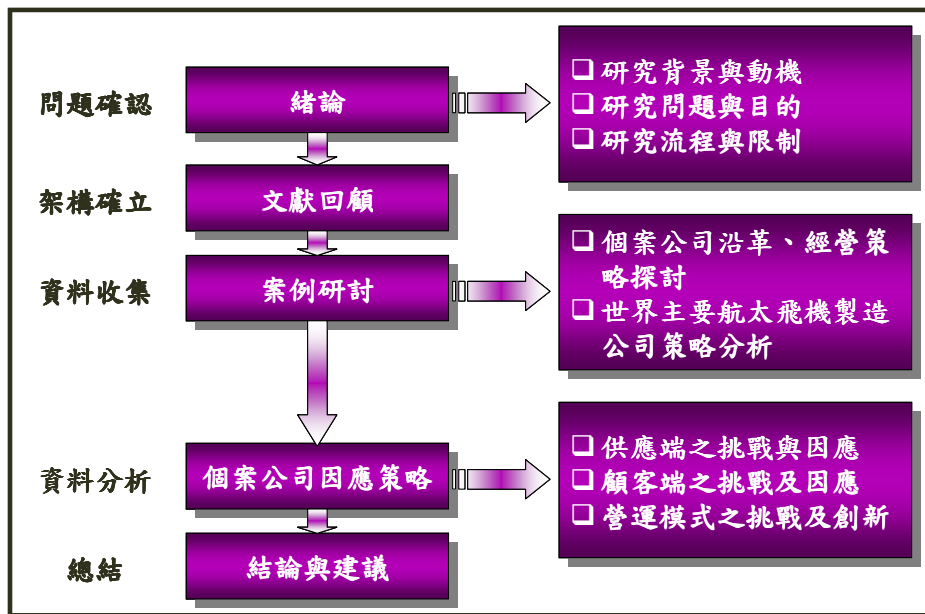 問題確認
緒論
❑ 研究背景與動機
❑ 研究問題與目的
❑ 研究流程與限制
架構確立
文獻回顧
資料收集
案例研討
❑ 個案公司沿革、經營策
略探討
❑ 世界主要航太飛機製造
公司策略分析
資料分析
個案公司因應策略
❑ 供應端之挑戰與因應
❑ 顧客端之挑戰及因應
❑ 營運模式之挑戰及創新
總結
結論與建議